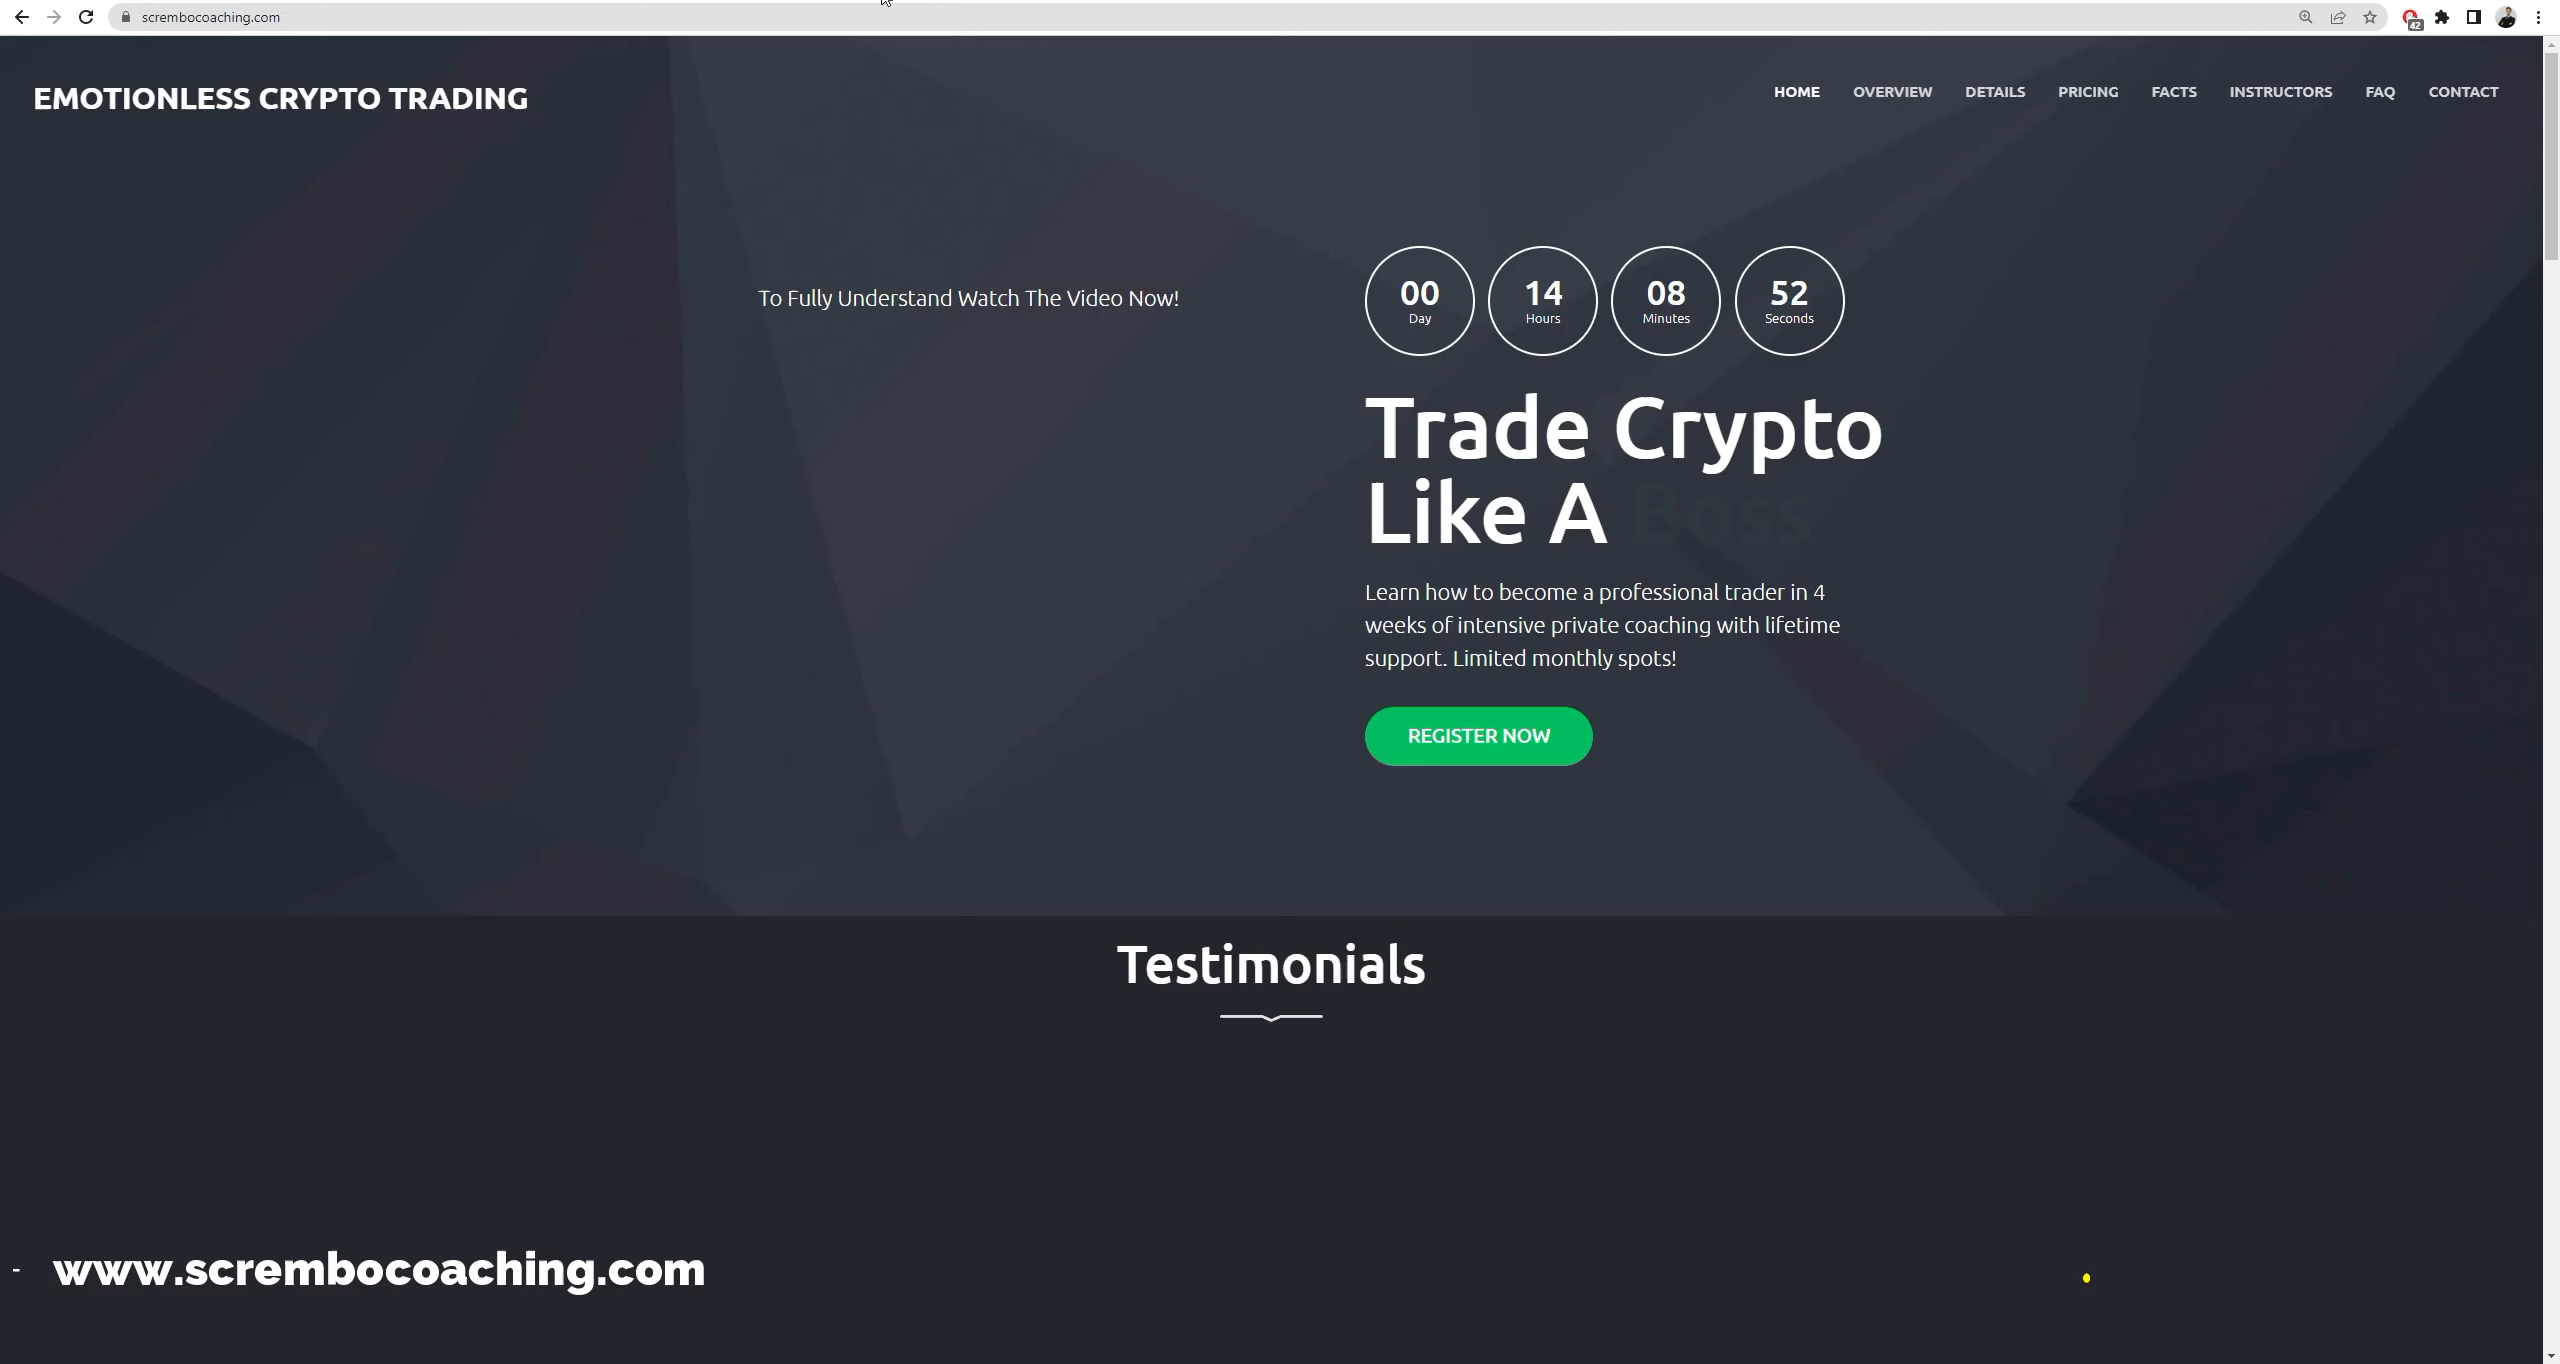 scrembocoaching.com
42
EMOTIONLESS CRYPTO TRADING
HOME OVERVIEW DETAILS PRICING FACTS INSTRUCTORS FAQ CONTACT
To Fully Understand Watch The Video Now!
00 14 08 52
Day Hours Minutes Seconds
Trade Crypto
Like A Boss
Learn how to become a professional trader in 4
weeks of intensive private coaching with lifetime
support. Limited monthly spots!
REGISTER NOW
Testimonials
- www.scrembocoaching.com